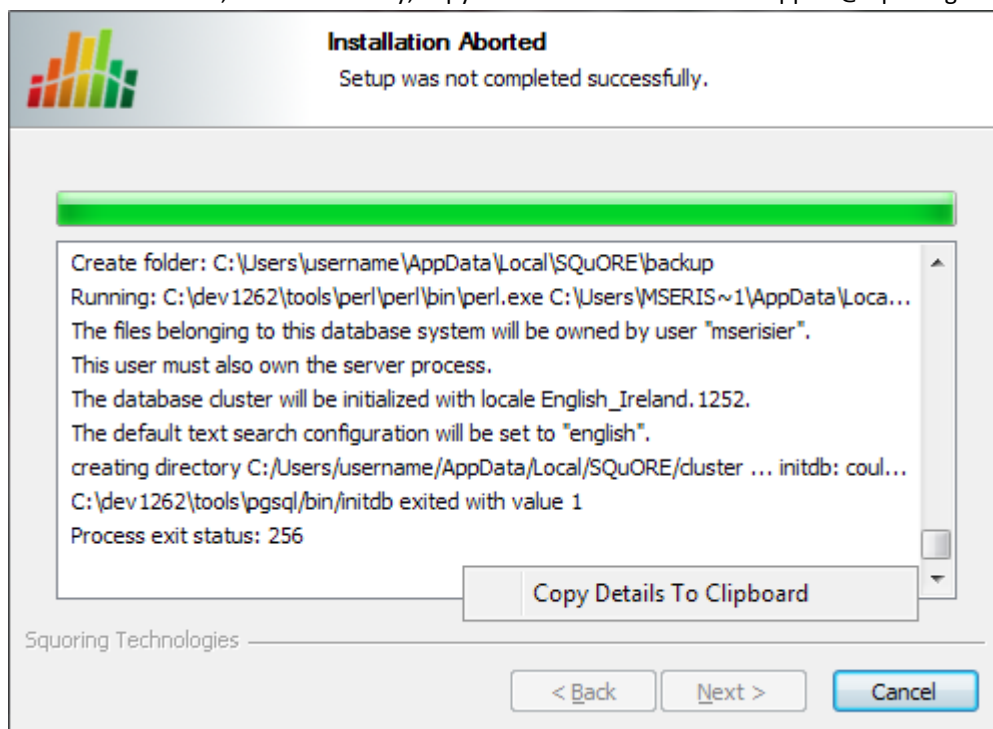 Installation Aborted
Setup was not completed successfully.
Create folder: C:\Users\username\AppData\Local\SQuORE\backup
Running: C:\dev1262\tools\perl\perl\bin\perl.exe C:\Users\MSERIS~1\AppData\Loca...
The files belonging to this database system will be owned by user "mserisier".
This user must also own the server process.
The database cluster will be initialized with locale English_Ireland.1252.
The default text search configuration will be set to "english".
creating directory C:/Users/username/AppData/Local/SQuORE/cluster ... initdb: coul...
C:\dev1262\tools\pgsql/bin/initdb exited with value 1
Process exit status: 256
Copy Details To Clipboard
Squoring Technologies
< Back
Next >
Cancel